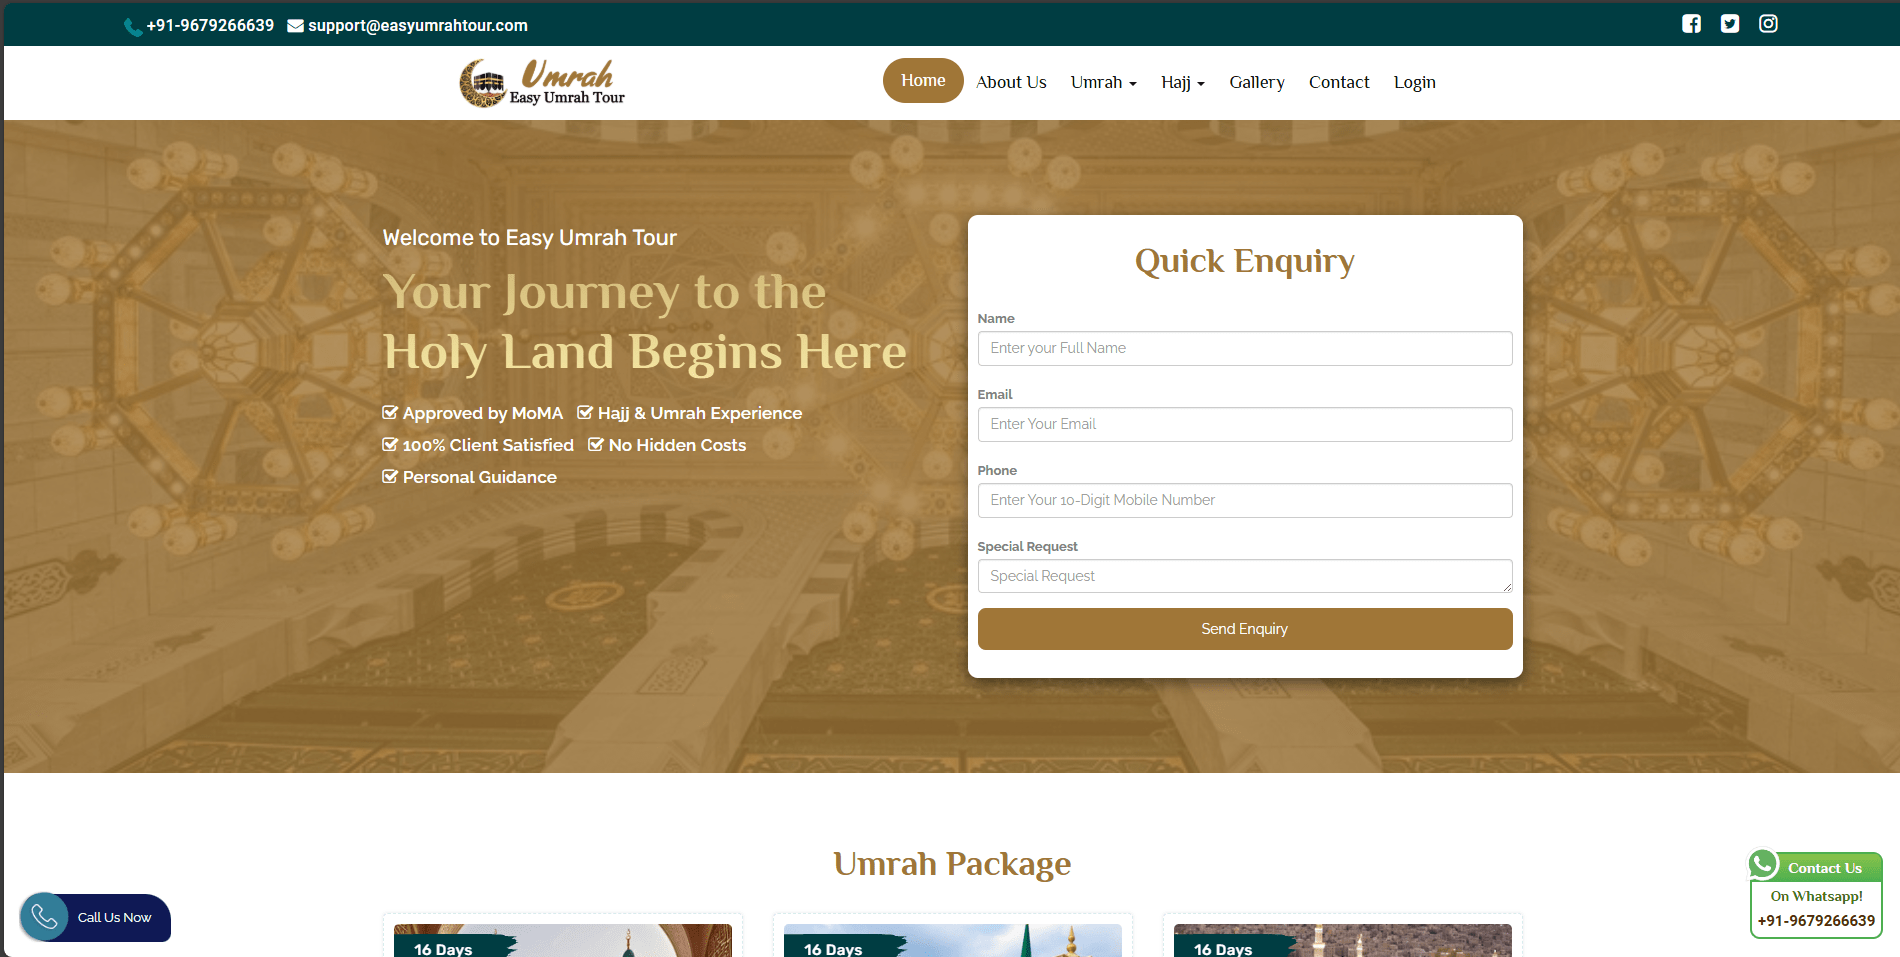 +91-9679266639 support@easyumrahtour.com
Umrah
Easy Umrah Tour
Home About Us Umrah Hajj Gallery Contact Login
Welcome to Easy Umrah Tour
Your Journey to the
Holy Land Begins Here
Approved by MoMA Hajj & Umrah Experience
100% Client Satisfied No Hidden Costs
Personal Guidance
Quick Enquiry
Name
Enter your Full Name
Email
Enter Your Email
Phone
Enter Your 10-Digit Mobile Number
Special Request
Special Request
Send Enquiry
Umrah Package
16 Days 16 Days 16 Days
Call Us Now
Contact Us
On Whatsapp!
+91-9679266639